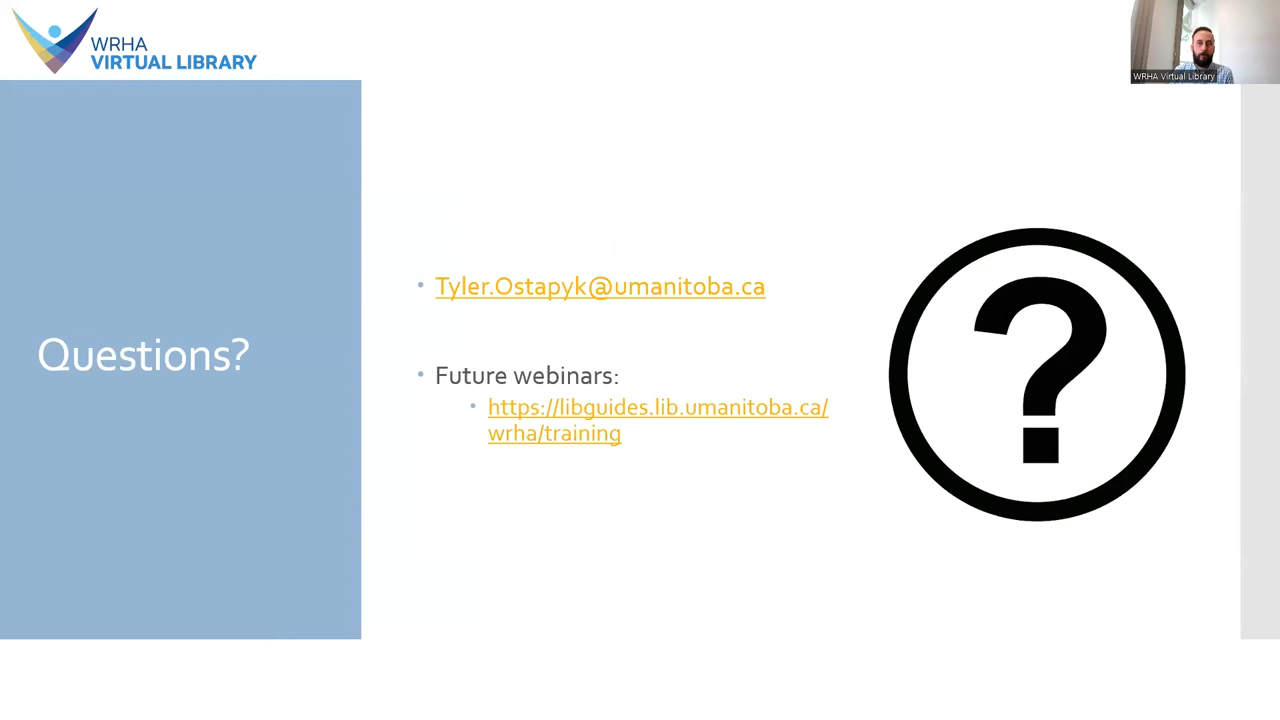 WRHA
VIRTUAL LIBRARY
WRHA Virtual Library
Questions?
• Tyler.Ostapyk@umanitoba.ca
• Future webinars:
• https://libguides.lib.umanitoba.ca/
wrha/training
?